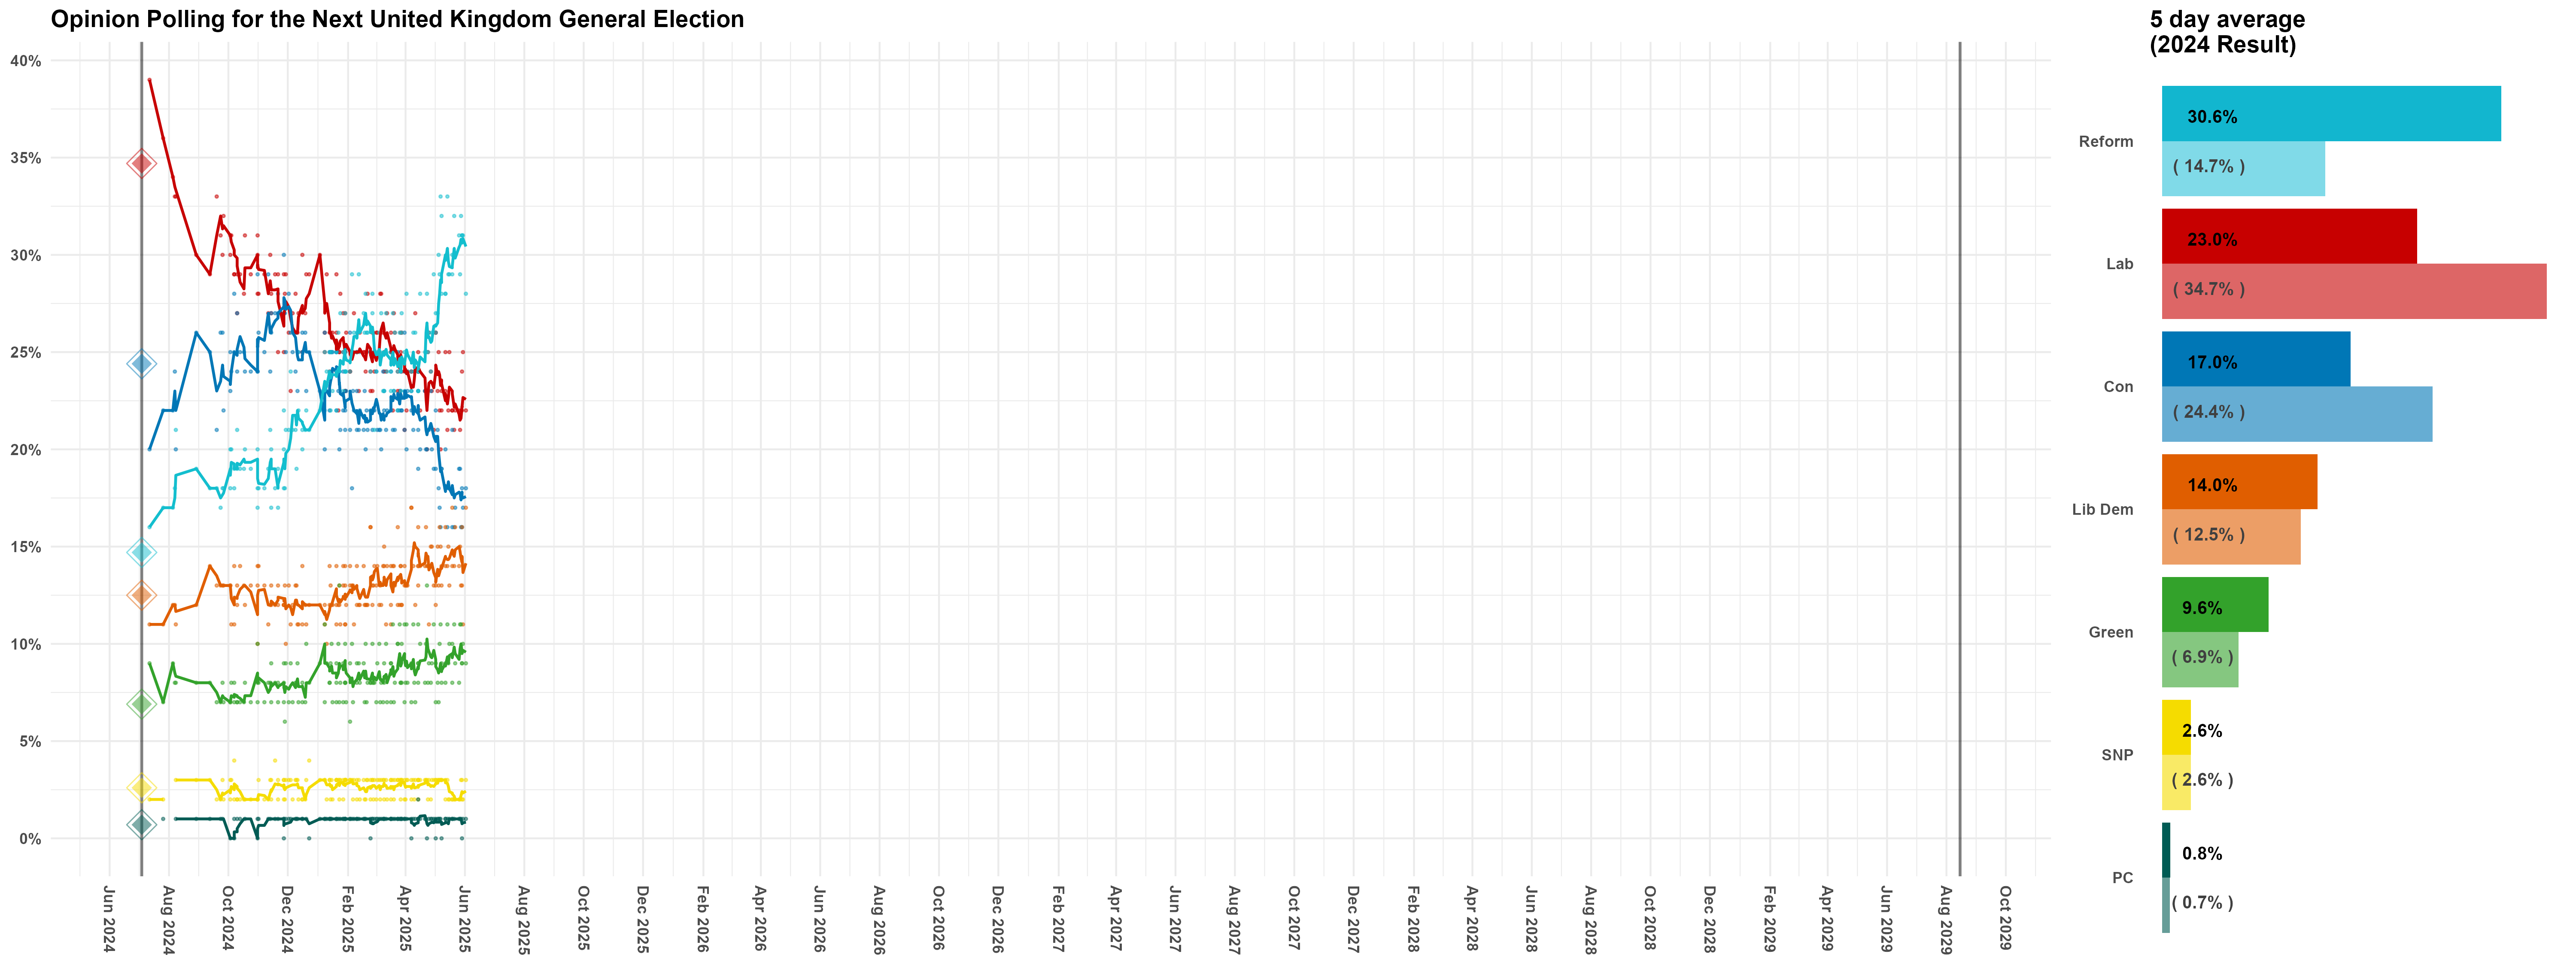 Opinion Polling for the Next United Kingdom General Election
40%
35%
30%
25%
20%
15%
10%
5%
0%
Jun 2024
Aug 2024
Oct 2024
Dec 2024
Feb 2025
Apr 2025
Jun 2025
Aug 2025
Oct 2025
Dec 2025
Feb 2026
Apr 2026
Jun 2026
Aug 2026
Oct 2026
Dec 2026
Feb 2027
Apr 2027
Jun 2027
Aug 2027
Oct 2027
Dec 2027
Feb 2028
Apr 2028
Jun 2028
Aug 2028
Oct 2028
Dec 2028
Feb 2029
Apr 2029
Jun 2029
Aug 2029
Oct 2029
5 day average
(2024 Result)
Reform
30.6%
( 14.7% )
Lab
23.0%
( 34.7% )
Con
17.0%
( 24.4% )
Lib Dem
14.0%
( 12.5% )
Green
9.6%
( 6.9% )
SNP
2.6%
( 2.6% )
PC
0.8%
( 0.7% )